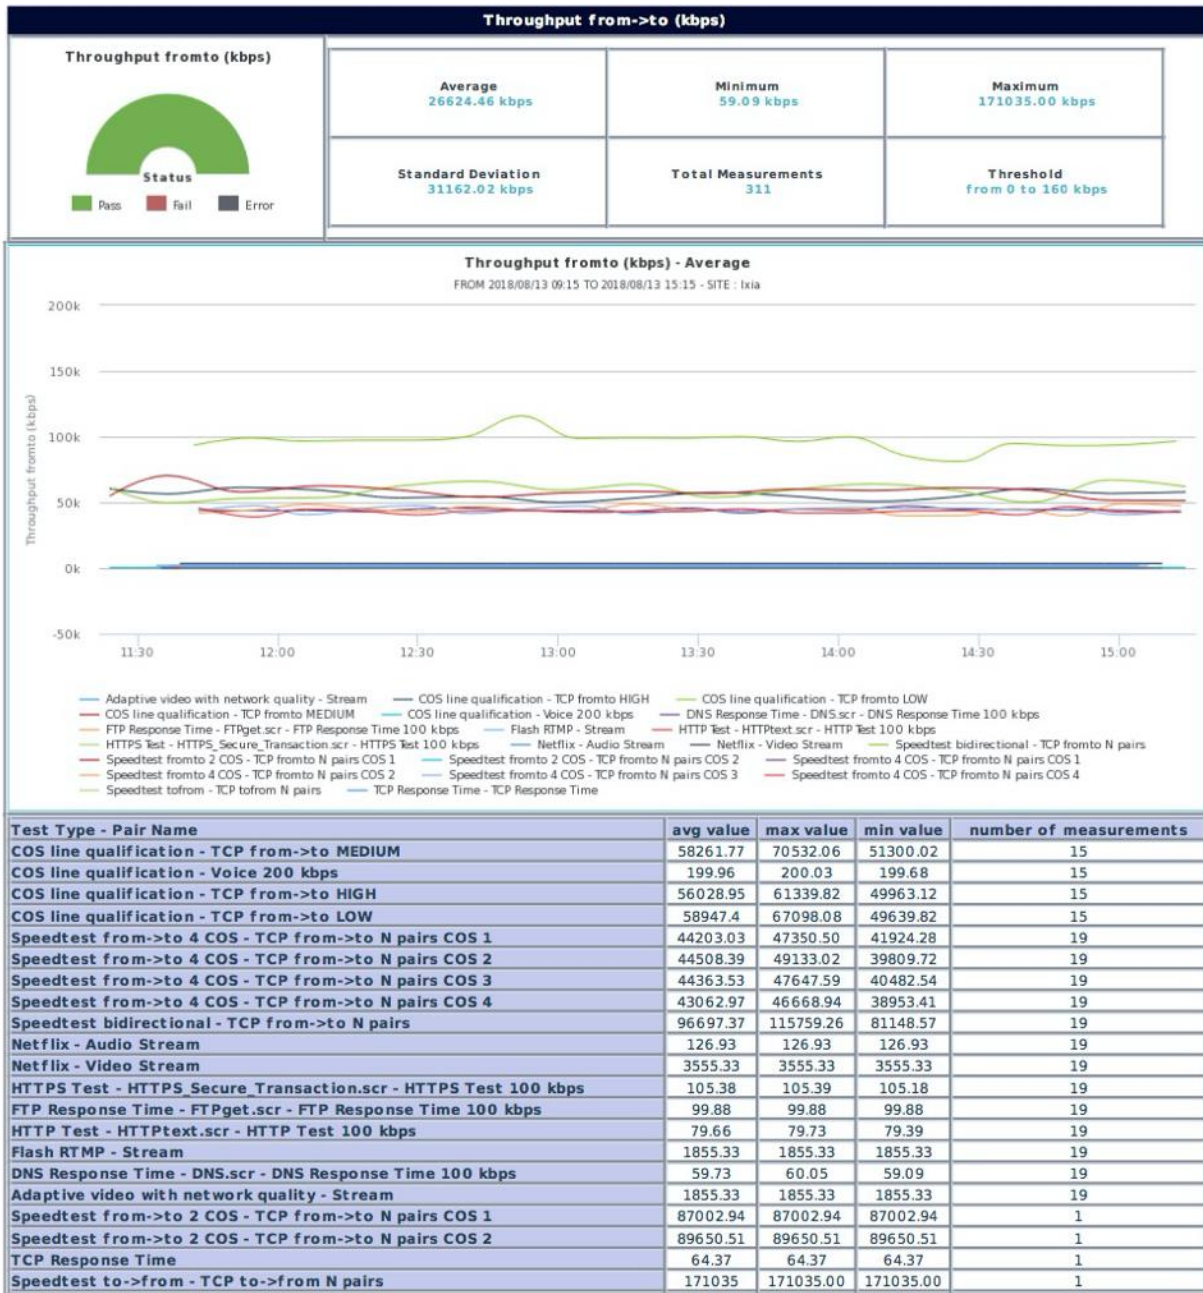 Throughput from->to (kbps)
Throughput fromto (kbps)
Status
Pass Fail Error
Average
26624.46 kbps
Minimum
59.09 kbps
Maximum
171035.00 kbps
Standard Deviation
31162.02 kbps
Total Measurements
311
Threshold
from 0 to 160 kbps
Throughput fromto (kbps) - Average
FROM 2018/08/13 09:15 TO 2018/08/13 15:15 - SITE : Ixia
Throughput fromto (kbps)
200k
150k
100k
50k
0k
-50k
11:30 12:00 12:30 13:00 13:30 14:00 14:30 15:00
Adaptive video with network quality - Stream COS line qualification - TCP fromto HIGH COS line qualification - TCP fromto LOW
COS line qualification - TCP fromto MEDIUM COS line qualification - Voice 200 kbps DNS Response Time - DNS.scr - DNS Response Time 100 kbps
FTP Response Time - FTPget.scr - FTP Response Time 100 kbps Flash RTMP - Stream HTTP Test - HTTPtext.scr - HTTP Test 100 kbps
HTTPS Test - HTTPS_Secure_Transaction.scr - HTTPS Test 100 kbps Netflix - Audio Stream Netflix - Video Stream Speedtest bidirectional - TCP fromto N pairs
Speedtest fromto 2 COS - TCP fromto N pairs COS 1 Speedtest fromto 2 COS - TCP fromto N pairs COS 2 Speedtest fromto 4 COS - TCP fromto N pairs COS 1
Speedtest fromto 4 COS - TCP fromto N pairs COS 2 Speedtest fromto 4 COS - TCP fromto N pairs COS 3 Speedtest fromto 4 COS - TCP fromto N pairs COS 4
Speedtest tofrom - TCP tofrom N pairs TCP Response Time - TCP Response Time
Test Type - Pair Name avg value max value min value number of measurements
COS line qualification - TCP from->to MEDIUM 58261.77 70532.06 51300.02 15
COS line qualification - Voice 200 kbps 199.96 200.03 199.68 15
COS line qualification - TCP from->to HIGH 56028.95 61339.82 49963.12 15
COS line qualification - TCP from->to LOW 58947.4 67098.08 49639.82 15
Speedtest from->to 4 COS - TCP from->to N pairs COS 1 44203.03 47350.50 41924.28 19
Speedtest from->to 4 COS - TCP from->to N pairs COS 2 44508.39 49133.02 39809.72 19
Speedtest from->to 4 COS - TCP from->to N pairs COS 3 44363.53 47647.59 40482.54 19
Speedtest from->to 4 COS - TCP from->to N pairs COS 4 43062.97 46668.94 38953.41 19
Speedtest bidirectional - TCP from->to N pairs 96697.37 115759.26 81148.57 19
Netflix - Audio Stream 126.93 126.93 126.93 19
Netflix - Video Stream 3555.33 3555.33 3555.33 19
HTTPS Test - HTTPS_Secure_Transaction.scr - HTTPS Test 100 kbps 105.38 105.39 105.18 19
FTP Response Time - FTPget.scr - FTP Response Time 100 kbps 99.88 99.88 99.88 19
HTTP Test - HTTPtext.scr - HTTP Test 100 kbps 79.66 79.73 79.39 19
Flash RTMP - Stream 1855.33 1855.33 1855.33 19
DNS Response Time - DNS.scr - DNS Response Time 100 kbps 59.73 60.05 59.09 19
Adaptive video with network quality - Stream 1855.33 1855.33 1855.33 19
Speedtest from->to 2 COS - TCP from->to N pairs COS 1 87002.94 87002.94 87002.94 1
Speedtest from->to 2 COS - TCP from->to N pairs COS 2 89650.51 89650.51 89650.51 1
TCP Response Time 64.37 64.37 64.37 1
Speedtest to->from - TCP to->from N pairs 171035 171035.00 171035.00 1